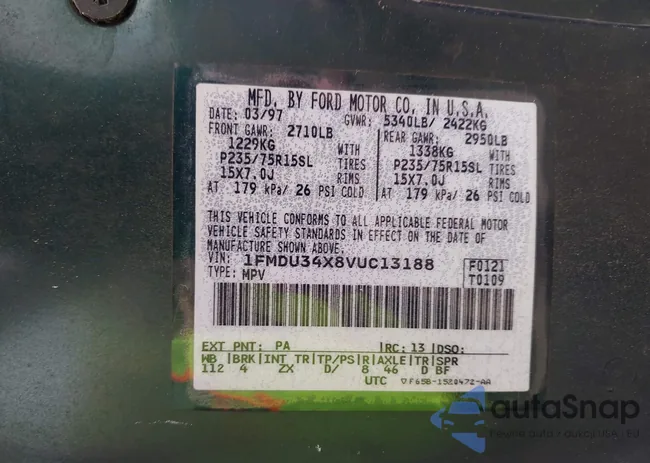 MFD. BY FORD MOTOR CO. IN U.S.A.
DATE: 03/97 GVWR: 5340LB/ 2422KG
FRONT GAWR: 2710LB REAR GAWR: 2950LB
1229KG WITH 1338KG WITH
P235/75R15SL TIRES P235/75R15SL TIRES
15X7.0J RIMS 15X7.0J RIMS
AT 179 kPa/ 26 PSI COLD AT 179 kPa/ 26 PSI COLD
THIS VEHICLE CONFORMS TO ALL APPLICABLE FEDERAL MOTOR
VEHICLE SAFETY STANDARDS IN EFFECT ON THE DATE OF
MANUFACTURE SHOWN ABOVE.
VIN: 1FMDU34X8VUC13188 F0121
TYPE: MPV T0109
EXT PNT: PA RC: 13 DSO:
WB BRK INT TR TP/PS R AXLE TR SPR
112 4 ZX D/ 8 46 D BF
UTC ▽F65B-1520472-AA
autaSnap